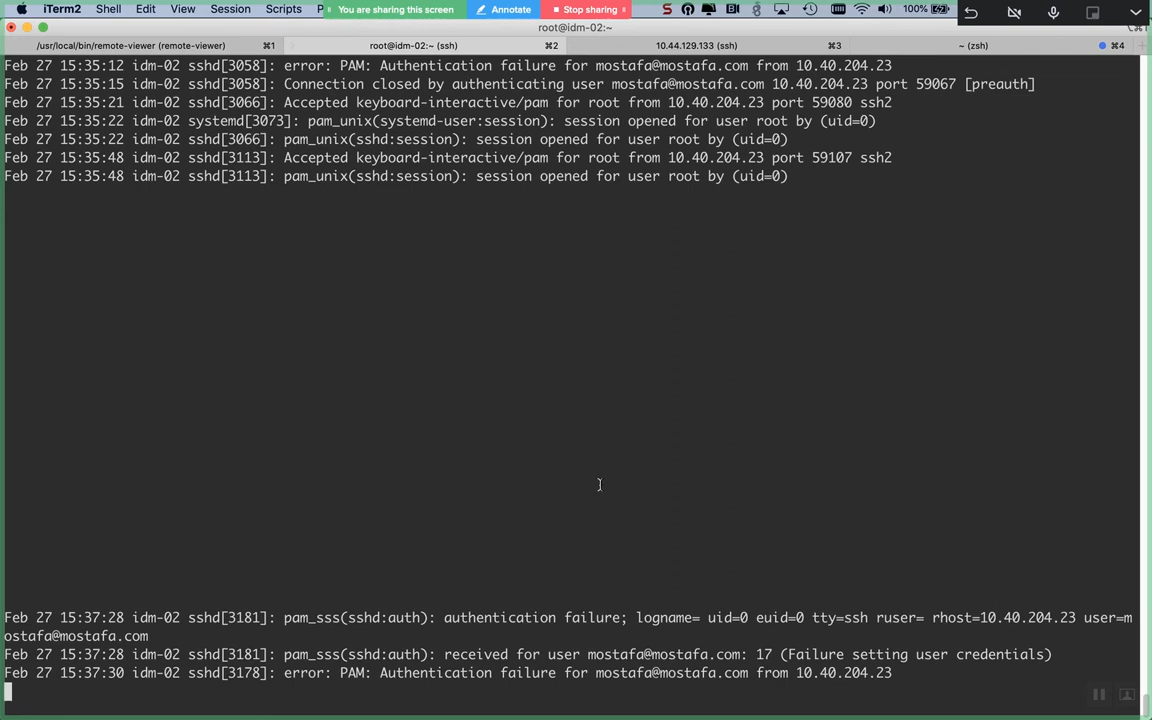 iTerm2 Shell Edit View Session Scripts P You are sharing this screen Annotate Stop sharing 100%
root@idm-02:~ ⌥⌘1
/usr/local/bin/remote-viewer (remote-viewer) ⌘1 root@idm-02:~ (ssh) ⌘2 10.44.129.133 (ssh) ⌘3 ~ (zsh) ⌘4
Feb 27 15:35:12 idm-02 sshd[3058]: error: PAM: Authentication failure for mostafa@mostafa.com from 10.40.204.23
Feb 27 15:35:15 idm-02 sshd[3058]: Connection closed by authenticating user mostafa@mostafa.com 10.40.204.23 port 59067 [preauth]
Feb 27 15:35:21 idm-02 sshd[3066]: Accepted keyboard-interactive/pam for root from 10.40.204.23 port 59080 ssh2
Feb 27 15:35:22 idm-02 systemd[3073]: pam_unix(systemd-user:session): session opened for user root by (uid=0)
Feb 27 15:35:22 idm-02 sshd[3066]: pam_unix(sshd:session): session opened for user root by (uid=0)
Feb 27 15:35:48 idm-02 sshd[3113]: Accepted keyboard-interactive/pam for root from 10.40.204.23 port 59107 ssh2
Feb 27 15:35:48 idm-02 sshd[3113]: pam_unix(sshd:session): session opened for user root by (uid=0)
Feb 27 15:37:28 idm-02 sshd[3181]: pam_sss(sshd:auth): authentication failure; logname= uid=0 euid=0 tty=ssh ruser= rhost=10.40.204.23 user=m
ostafa@mostafa.com
Feb 27 15:37:28 idm-02 sshd[3181]: pam_sss(sshd:auth): received for user mostafa@mostafa.com: 17 (Failure setting user credentials)
Feb 27 15:37:30 idm-02 sshd[3178]: error: PAM: Authentication failure for mostafa@mostafa.com from 10.40.204.23